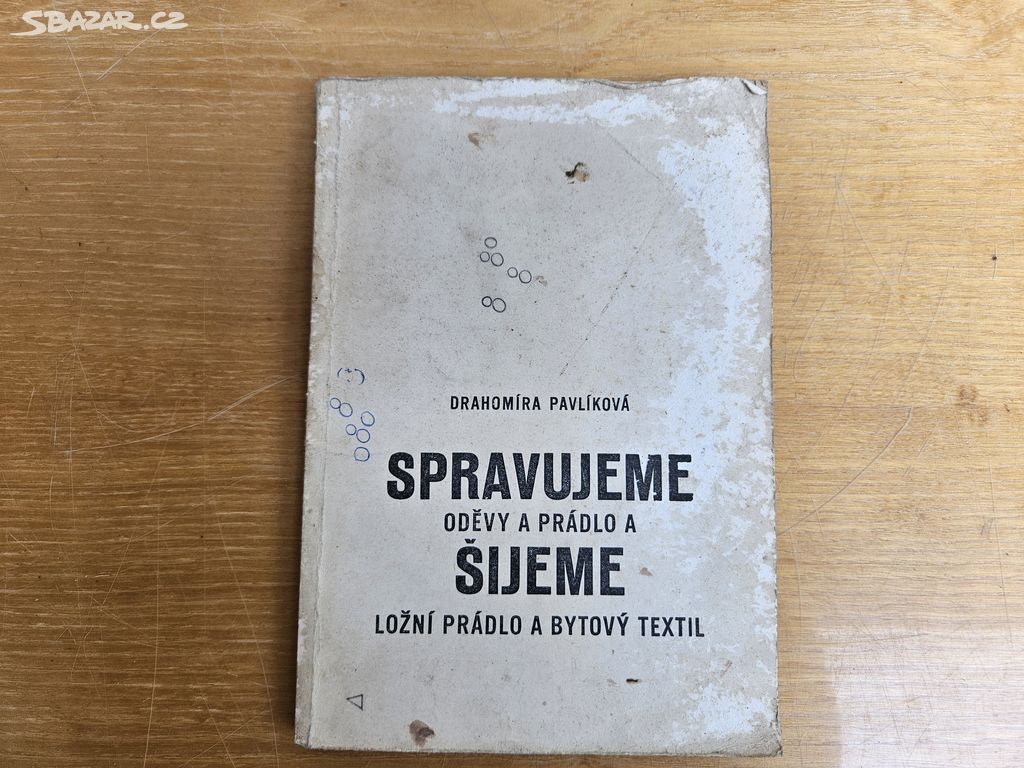 SBAZAR.CZ
DRAHOMÍRA PAVLÍKOVÁ
SPRAVUJEME
ODĚVY A PRÁDLO A
ŠIJEME
LOŽNÍ PRÁDLO A BYTOVÝ TEXTIL